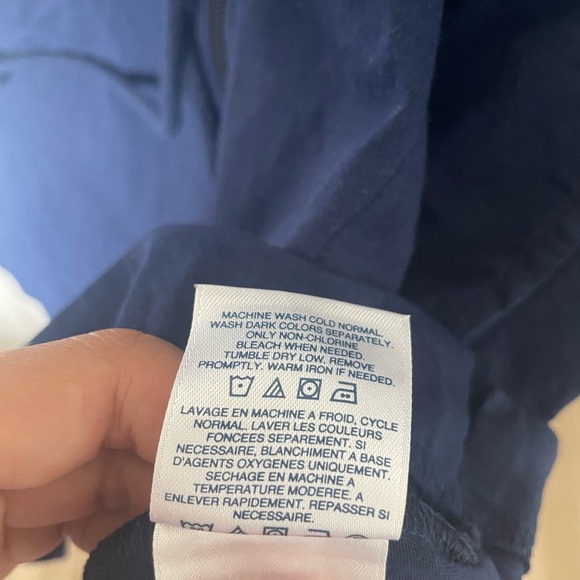 MACHINE WASH COLD NORMAL.
WASH DARK COLORS SEPARATELY.
ONLY NON-CHLORINE
BLEACH WHEN NEEDED.
TUMBLE DRY LOW. REMOVE
PROMPTLY. WARM IRON IF NEEDED.
LAVAGE EN MACHINE A FROID, CYCLE
NORMAL. LAVER LES COULEURS
FONCEES SEPAREMENT. SI
NECESSAIRE, BLANCHIMENT A BASE
D'AGENTS OXYGENES UNIQUEMENT.
SECHAGE EN MACHINE A
TEMPERATURE MODEREE. A
ENLEVER RAPIDEMENT. REPASSER SI
NECESSAIRE.